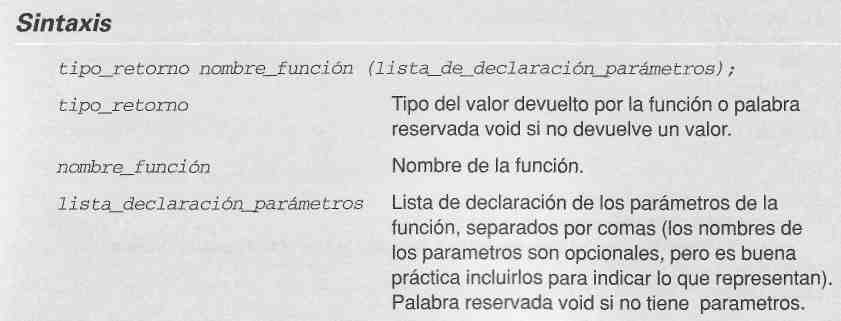 Sintaxis
tipo_retorno nombre_función (lista_de_declaración_parámetros);
tipo_retorno Tipo del valor devuelto por la función o palabra
reservada void si no devuelve un valor.
nombre_función Nombre de la función.
lista_declaración_parámetros Lista de declaración de los parámetros de la
función, separados por comas (los nombres de
los parametros son opcionales, pero es buena
práctica incluirlos para indicar lo que representan).
Palabra reservada void si no tiene parametros.